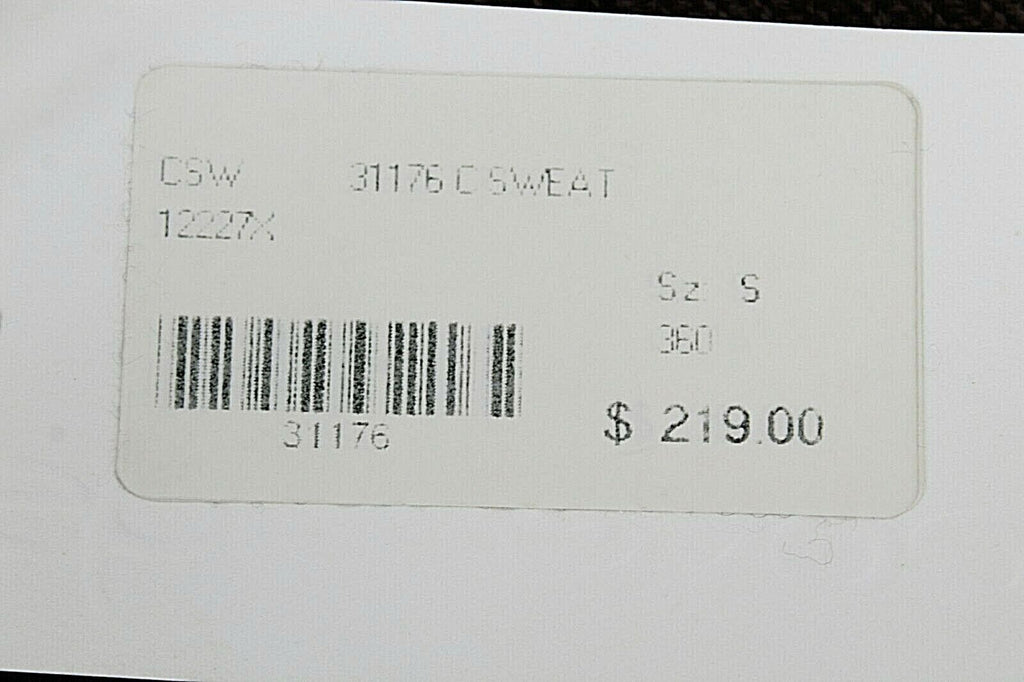 CSW 31176 C SWEAT
12227X
Sz S
360
31176
$ 219.00